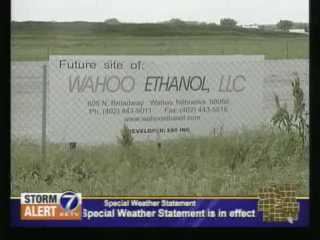 Future site of:
WAHOO ETHANOL, LLC
605 N. Broadway Wahoo, Nebraska 68066
Ph: (402) 443-5011 Fax: (402) 443-5015
www.wahooethanol.com
STORM
ALERT
7
KETV
Special Weather Statement
Special Weather Statement is in effect